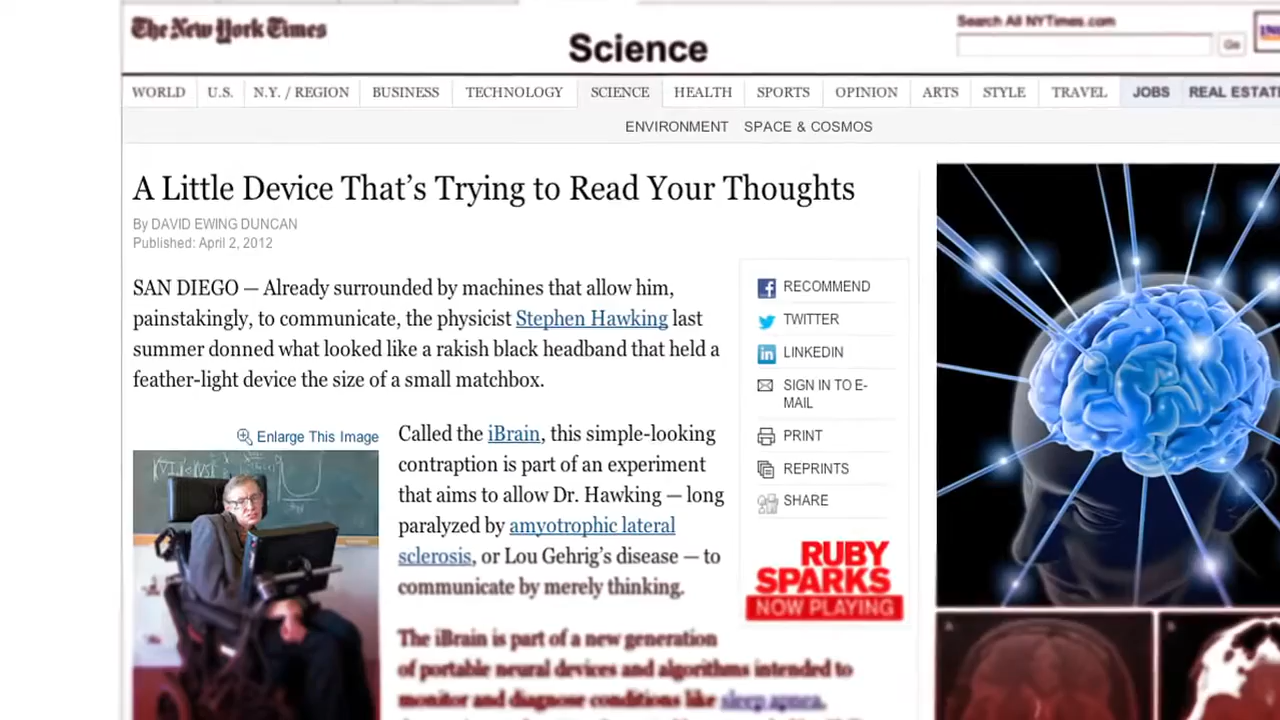 The New York Times
Science
Search All NYTimes.com
Go
WORLD U.S. N.Y. / REGION BUSINESS TECHNOLOGY SCIENCE HEALTH SPORTS OPINION ARTS STYLE TRAVEL JOBS REAL ESTATE
ENVIRONMENT SPACE & COSMOS
A Little Device That’s Trying to Read Your Thoughts
By DAVID EWING DUNCAN
Published: April 2, 2012
SAN DIEGO — Already surrounded by machines that allow him,
painstakingly, to communicate, the physicist Stephen Hawking last
summer donned what looked like a rakish black headband that held a
feather-light device the size of a small matchbox.
Enlarge This Image
Called the iBrain, this simple-looking
contraption is part of an experiment
that aims to allow Dr. Hawking — long
paralyzed by amyotrophic lateral
sclerosis, or Lou Gehrig’s disease — to
communicate by merely thinking.
The iBrain is part of a new generation
of portable neural devices and algorithms intended to
monitor and diagnose conditions like sleep apnea,
RECOMMEND
TWITTER
LINKEDIN
SIGN IN TO E-
MAIL
PRINT
REPRINTS
SHARE
RUBY
SPARKS
NOW PLAYING